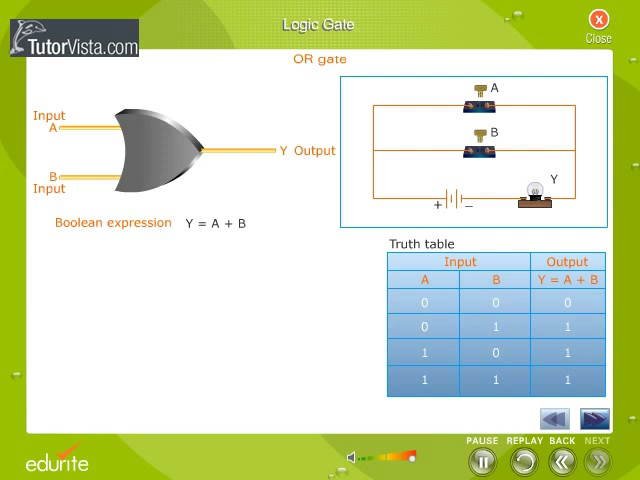 Logic Gate
Close
TutorVista.com
OR gate
Input
A
B
Input
Y Output
Boolean expression Y = A + B
A
B
Y
+ −
Truth table
Input Output
A B Y = A + B
0 0 0
0 1 1
1 0 1
1 1 1
PAUSE REPLAY BACK NEXT
edurite